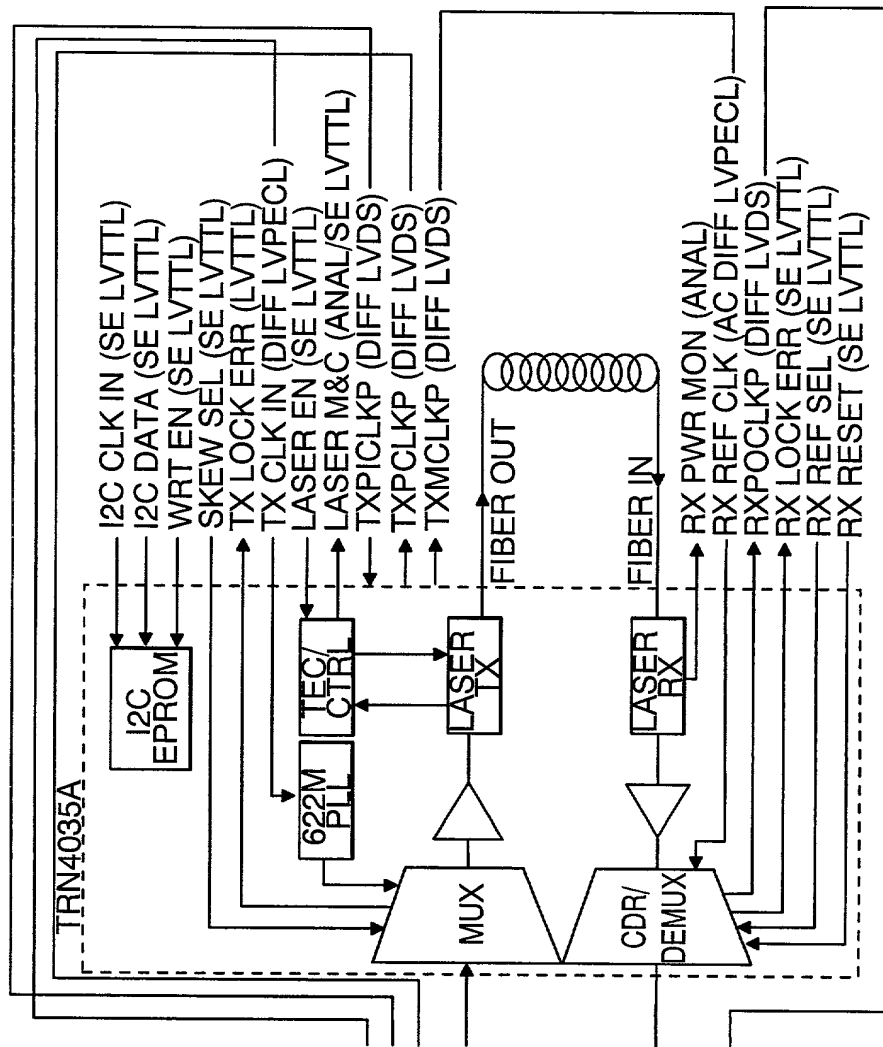 TRN4035A
I2C
EPROM
622M
PLL
TEC/
CTRL
LASER
TX
LASER
RX
MUX
CDR/
DEMUX
I2C CLK IN (SE LVTTL)
I2C DATA (SE LVTTL)
WRT EN (SE LVTTL)
SKEW SEL (SE LVTTL)
TX LOCK ERR (LVTTL)
TX CLK IN (DIFF LVPECL)
LASER EN (SE LVTTL)
LASER M&C (ANAL/SE LVTTL)
TXPICLKP (DIFF LVDS)
TXPCLKP (DIFF LVDS)
TXMCLKP (DIFF LVDS)
FIBER OUT
FIBER IN
RX PWR MON (ANAL)
RX REF CLK (AC DIFF LVPECL)
RXPOCLKP (DIFF LVDS)
RX LOCK ERR (SE LVTTL)
RX REF SEL (SE LVTTL)
RX RESET (SE LVTTL)